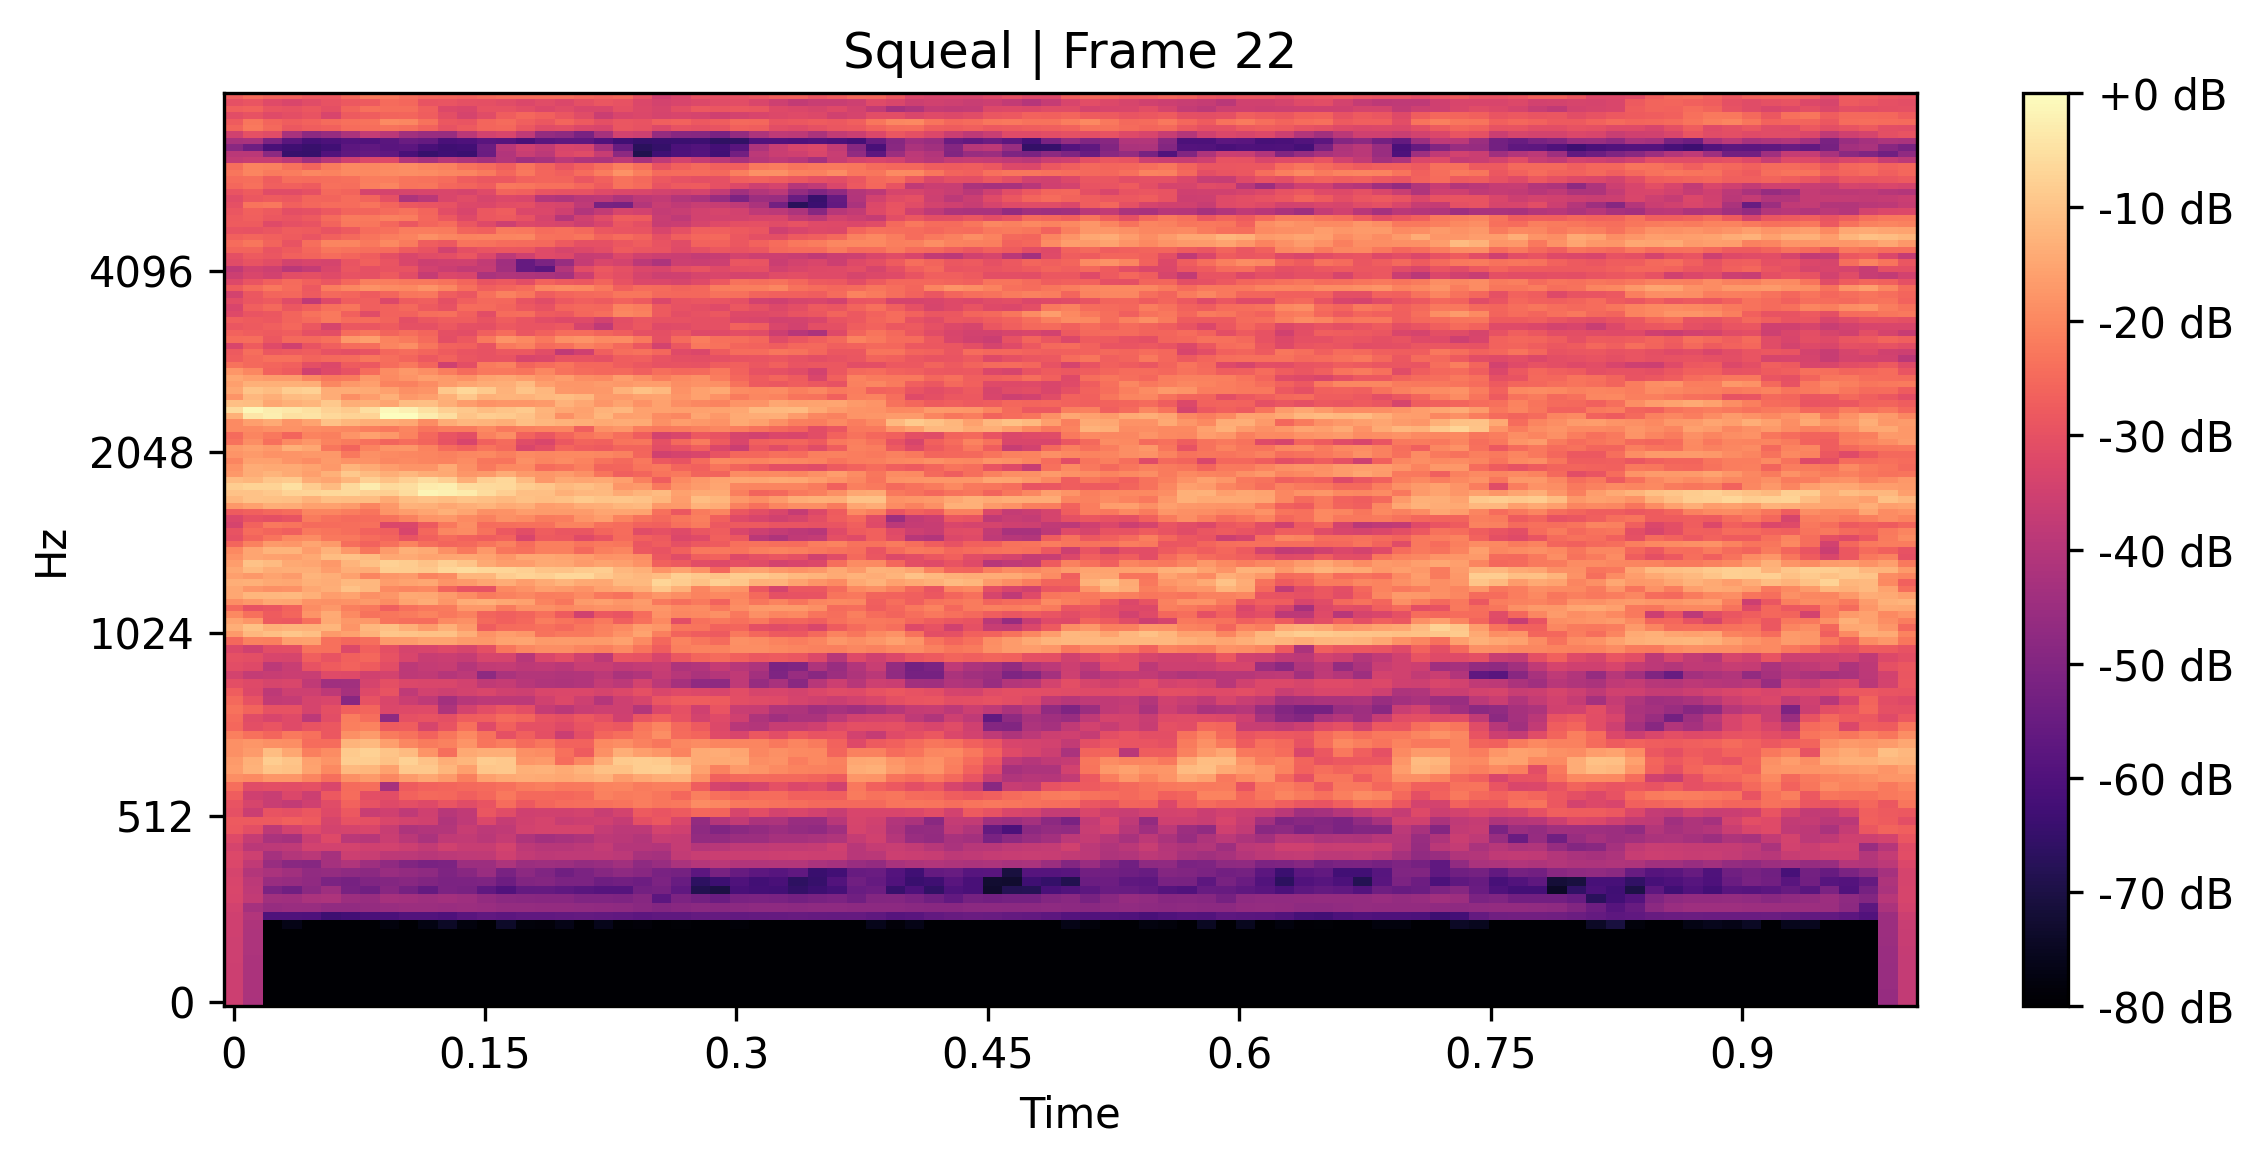 Squeal | Frame 22
+0 dB
-10 dB
-20 dB
-30 dB
-40 dB
-50 dB
-60 dB
-70 dB
-80 dB
Hz
4096
2048
1024
512
0
0 0.15 0.3 0.45 0.6 0.75 0.9
Time